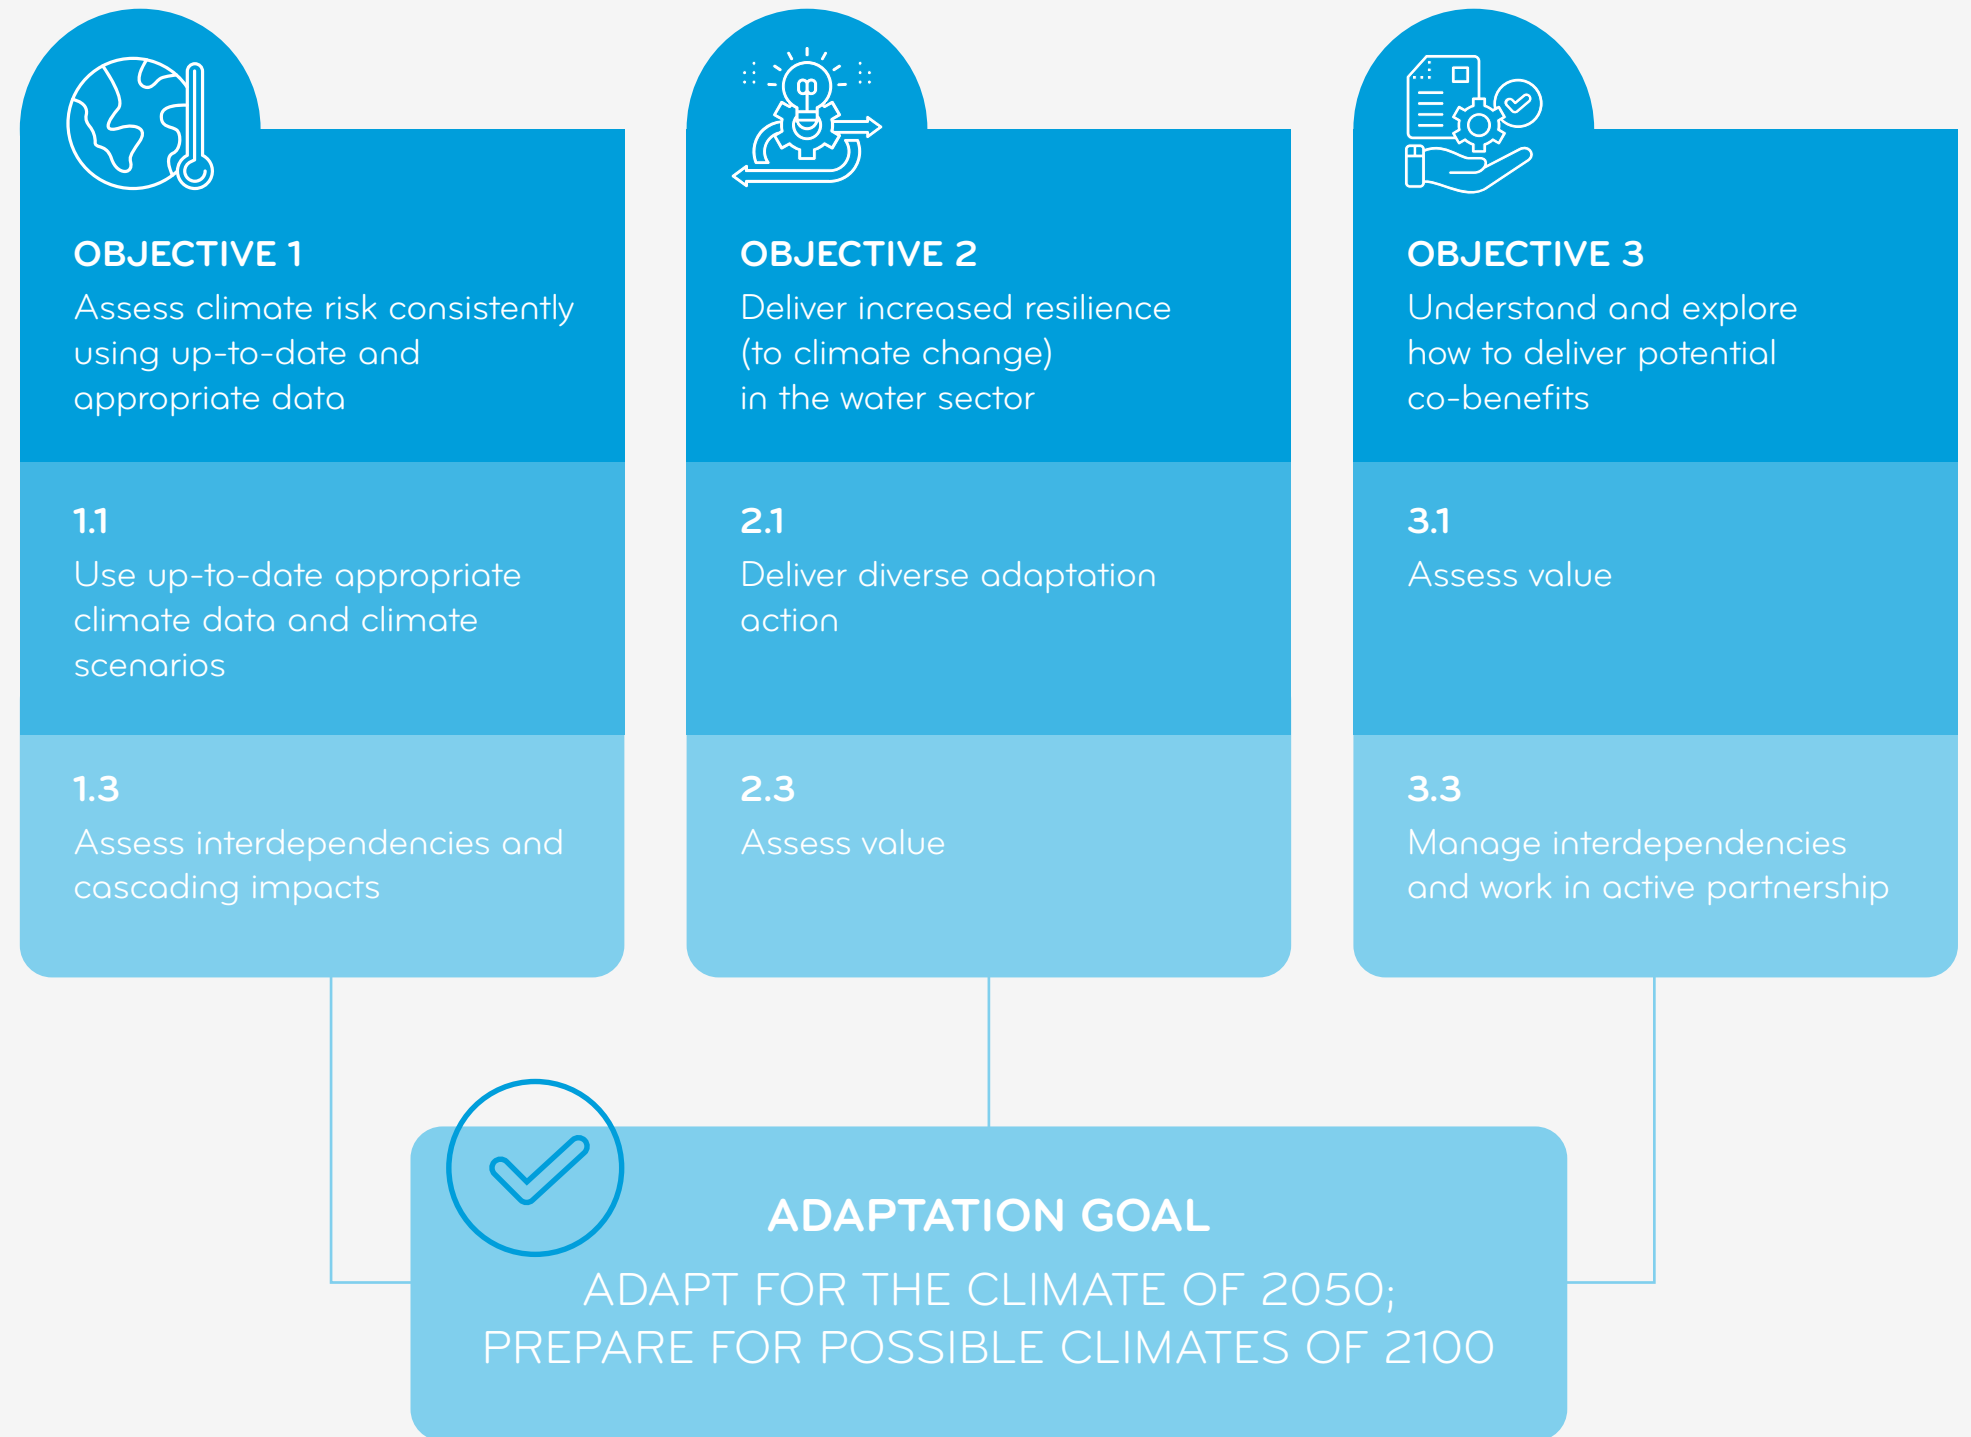 OBJECTIVE 1
Assess climate risk consistently
using up-to-date and
appropriate data
1.1
Use up-to-date appropriate
climate data and climate
scenarios
1.3
Assess interdependencies and
cascading impacts
OBJECTIVE 2
Deliver increased resilience
(to climate change)
in the water sector
2.1
Deliver diverse adaptation
action
2.3
Assess value
OBJECTIVE 3
Understand and explore
how to deliver potential
co-benefits
3.1
Assess value
3.3
Manage interdependencies
and work in active partnership
ADAPTATION GOAL
ADAPT FOR THE CLIMATE OF 2050;
PREPARE FOR POSSIBLE CLIMATES OF 2100